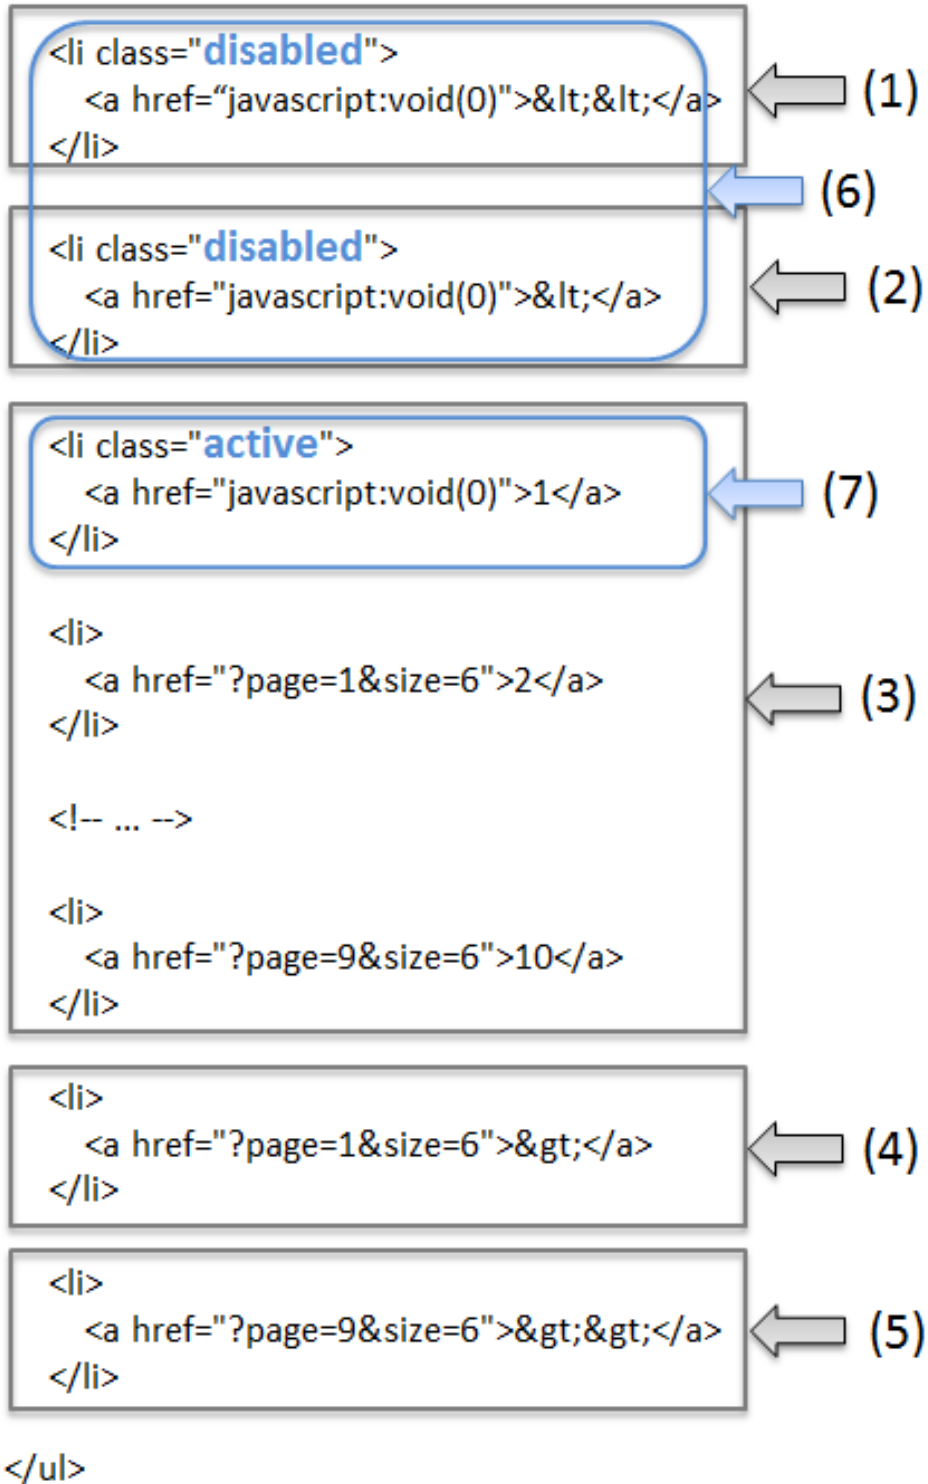 <li class="disabled">
<a href=“javascript:void(0)">&lt;&lt;</a>
</li>
(1)
(6)
<li class="disabled">
<a href="javascript:void(0)">&lt;</a>
</li>
(2)
<li class="active">
<a href="javascript:void(0)">1</a>
</li>
(7)
<li>
<a href="?page=1&size=6">2</a>
</li>
(3)
<!-- ... -->
<li>
<a href="?page=9&size=6">10</a>
</li>
<li>
<a href="?page=1&size=6">&gt;</a>
</li>
(4)
<li>
<a href="?page=9&size=6">&gt;&gt;</a>
</li>
(5)
</ul>